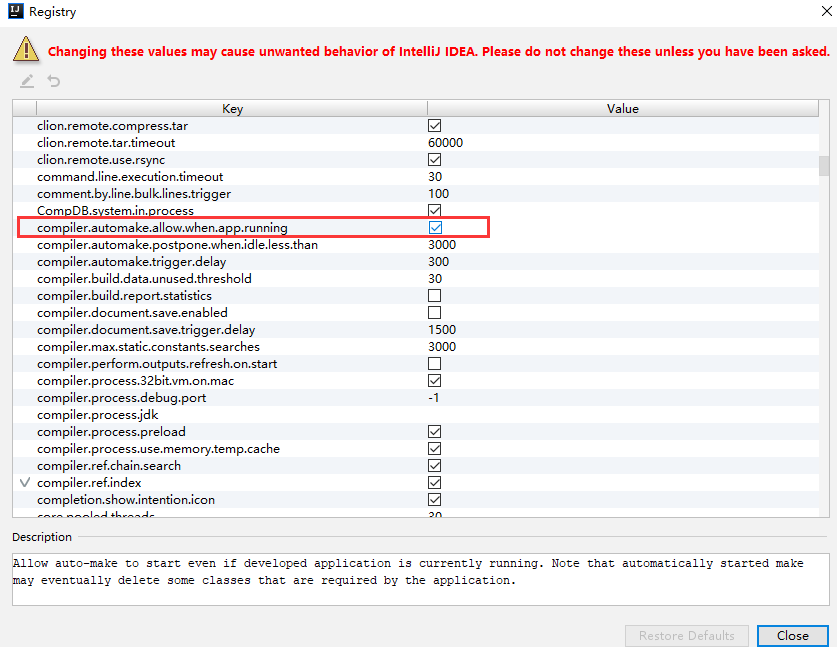 IJ Registry
Changing these values may cause unwanted behavior of IntelliJ IDEA. Please do not change these unless you have been asked.
Key Value
clion.remote.compress.tar
clion.remote.tar.timeout 60000
clion.remote.use.rsync
command.line.execution.timeout 30
comment.by.line.bulk.lines.trigger 100
CompDB.system.in.process
compiler.automake.allow.when.app.running
compiler.automake.postpone.when.idle.less.than 3000
compiler.automake.trigger.delay 300
compiler.build.data.unused.threshold 30
compiler.build.report.statistics
compiler.document.save.enabled
compiler.document.save.trigger.delay 1500
compiler.max.static.constants.searches 3000
compiler.perform.outputs.refresh.on.start
compiler.process.32bit.vm.on.mac
compiler.process.debug.port -1
compiler.process.jdk
compiler.process.preload
compiler.process.use.memory.temp.cache
compiler.ref.chain.search
compiler.ref.index
completion.show.intention.icon
core.pooled.threads 30
Description
Allow auto-make to start even if developed application is currently running. Note that automatically started make
may eventually delete some classes that are required by the application.
Restore Defaults Close